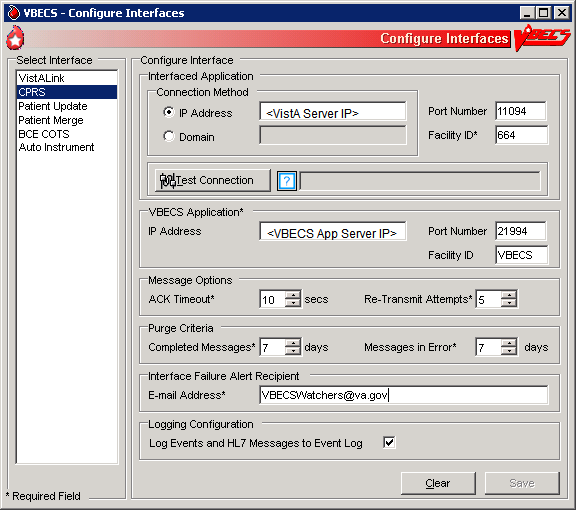 VBECS - Configure Interfaces
Configure Interfaces VBECS
Select Interface
VistALink
CPRS
Patient Update
Patient Merge
BCE COTS
Auto Instrument
* Required Field
Configure Interface
Interfaced Application
Connection Method
IP Address <VistA Server IP>
Domain
Port Number 11094
Facility ID* 664
Test Connection ?
VBECS Application*
IP Address <VBECS App Server IP> Port Number 21994
Facility ID VBECS
Message Options
ACK Timeout* 10 secs Re-Transmit Attempts* 5
Purge Criteria
Completed Messages* 7 days Messages in Error* 7 days
Interface Failure Alert Recipient
E-mail Address* VBECSWatchers@va.gov
Logging Configuration
Log Events and HL7 Messages to Event Log
Clear Save